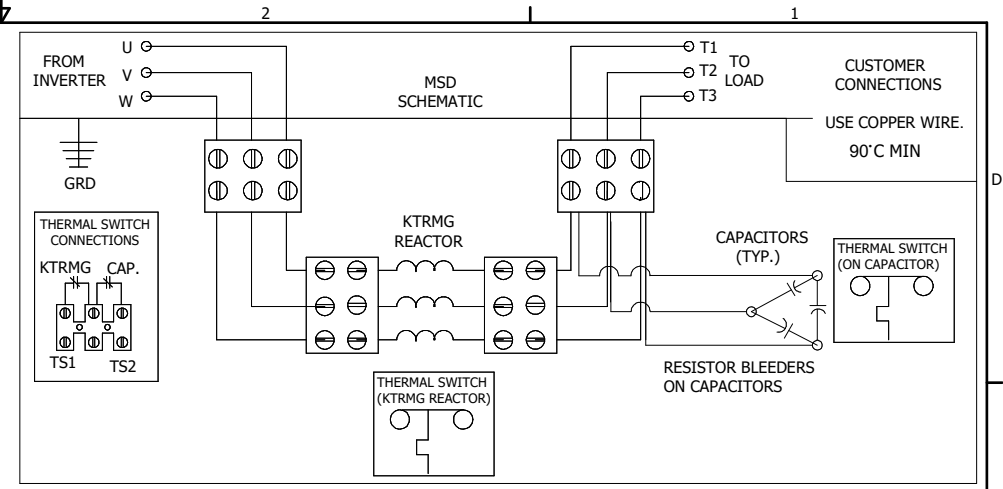 2
1
U
V
W
FROM
INVERTER
MSD
SCHEMATIC
T1
T2
T3
TO
LOAD
CUSTOMER
CONNECTIONS
USE COPPER WIRE.
90°C MIN
D
GRD
THERMAL SWITCH
CONNECTIONS
KTRMG CAP.
TS1 TS2
KTRMG
REACTOR
CAPACITORS
(TYP.)
THERMAL SWITCH
(ON CAPACITOR)
RESISTOR BLEEDERS
ON CAPACITORS
THERMAL SWITCH
(KTRMG REACTOR)